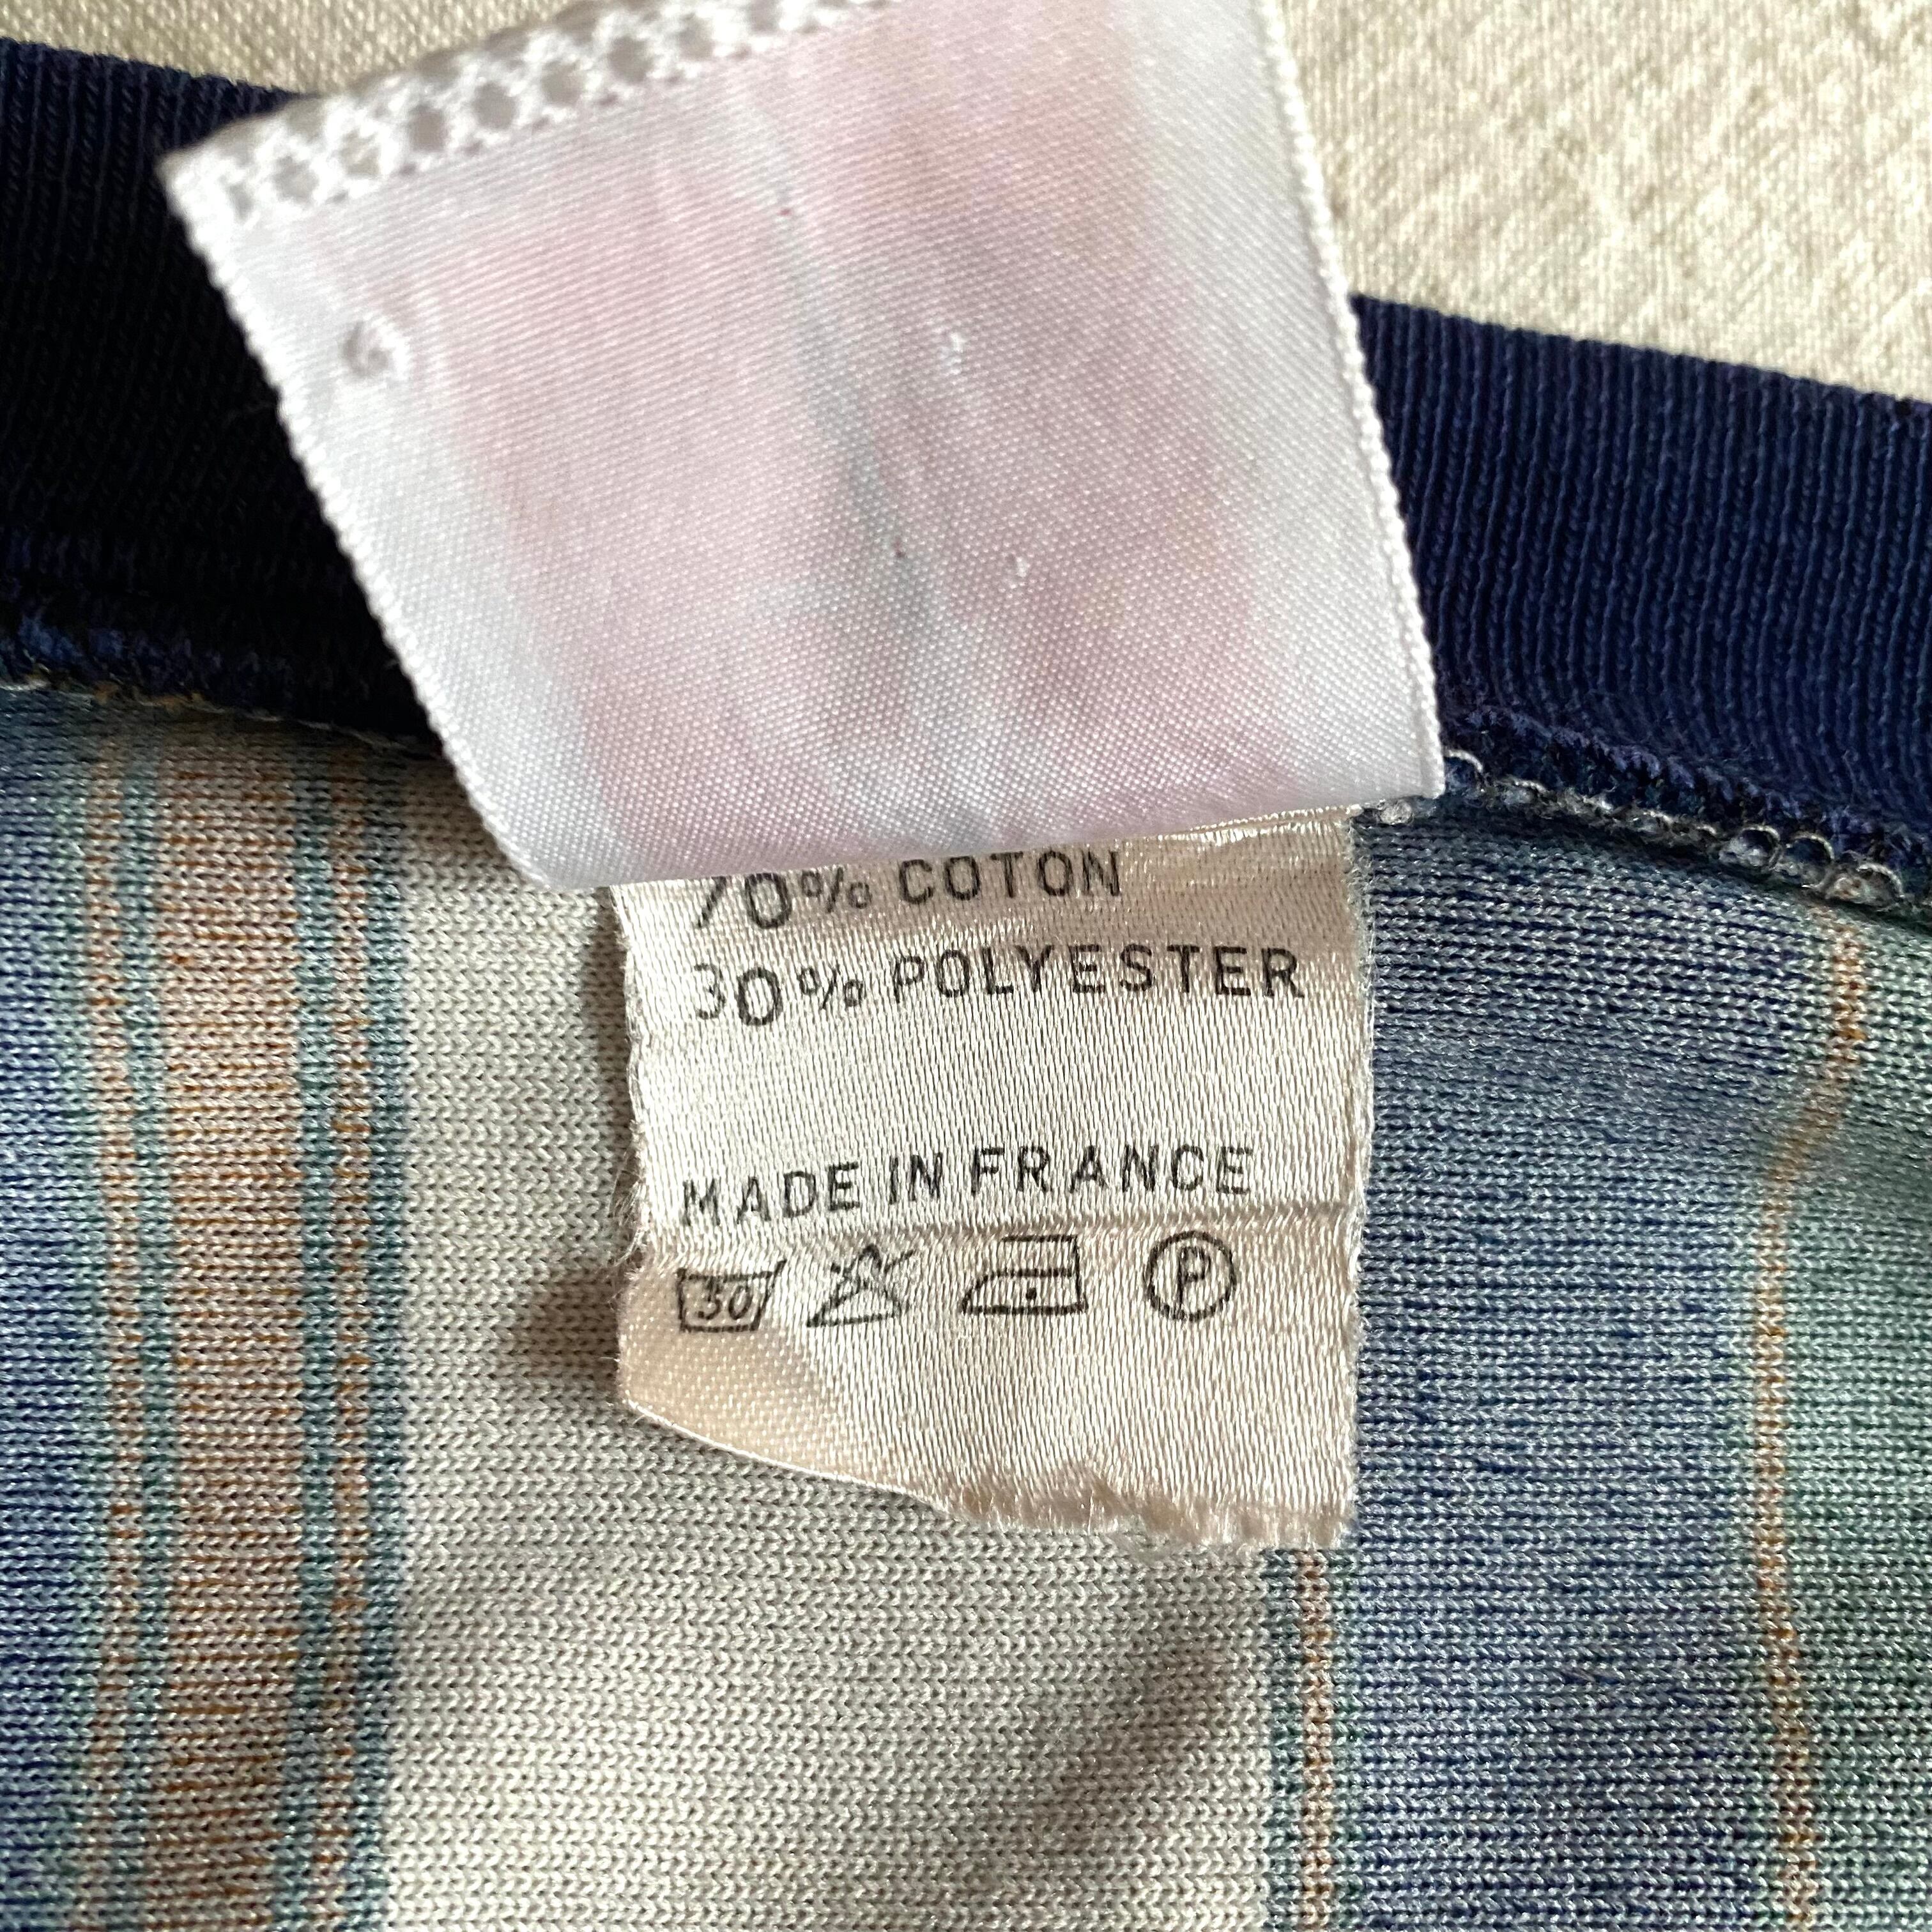 70% COTON
30% POLYESTER
MADE IN FRANCE
30 P